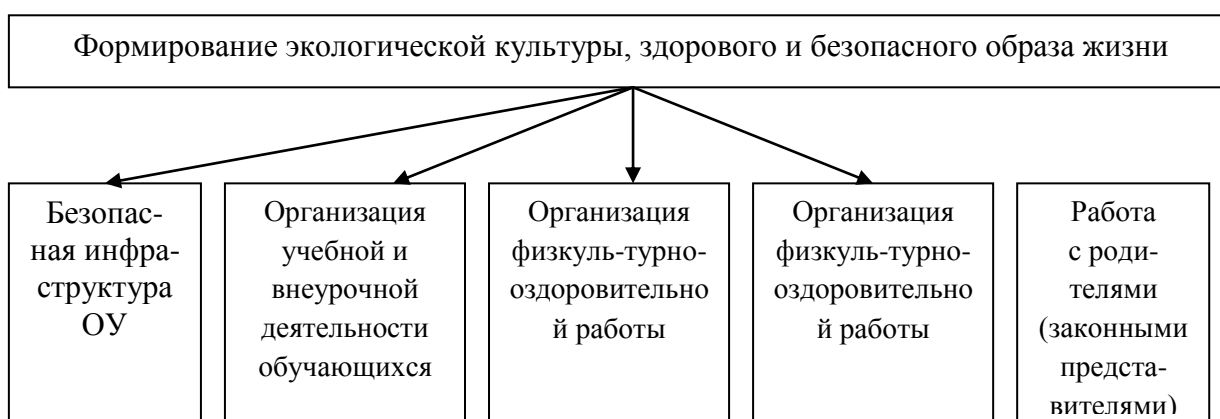 Формирование экологической культуры, здорового и безопасного образа жизни
Безопас-
ная инфра-
структура
ОУ
Организация
учебной и
внеурочной
деятельности
обучающихся
Организация
физкуль-турно-
оздоровительно
й работы
Организация
физкуль-турно-
оздоровительно
й работы
Работа
с роди-
телями
(законными
предста-
вителями)